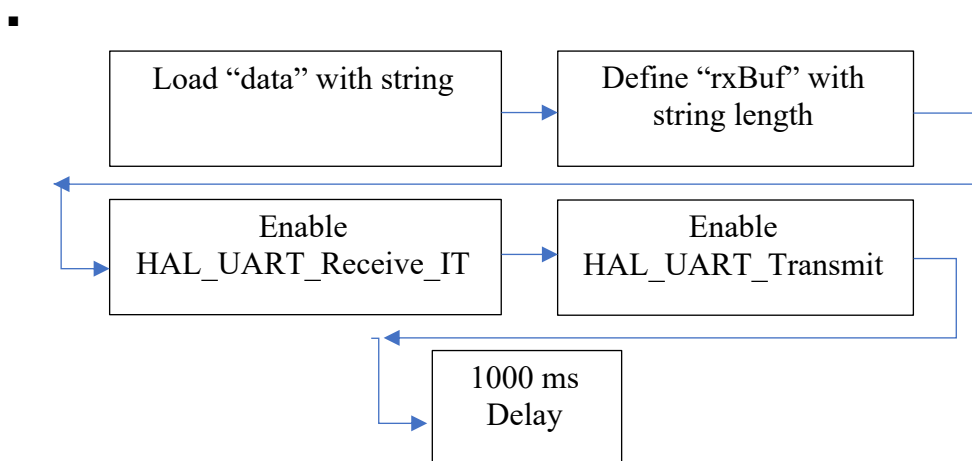 Load “data” with string
Define “rxBuf” with
string length
Enable
HAL_UART_Receive_IT
Enable
HAL_UART_Transmit
1000 ms
Delay